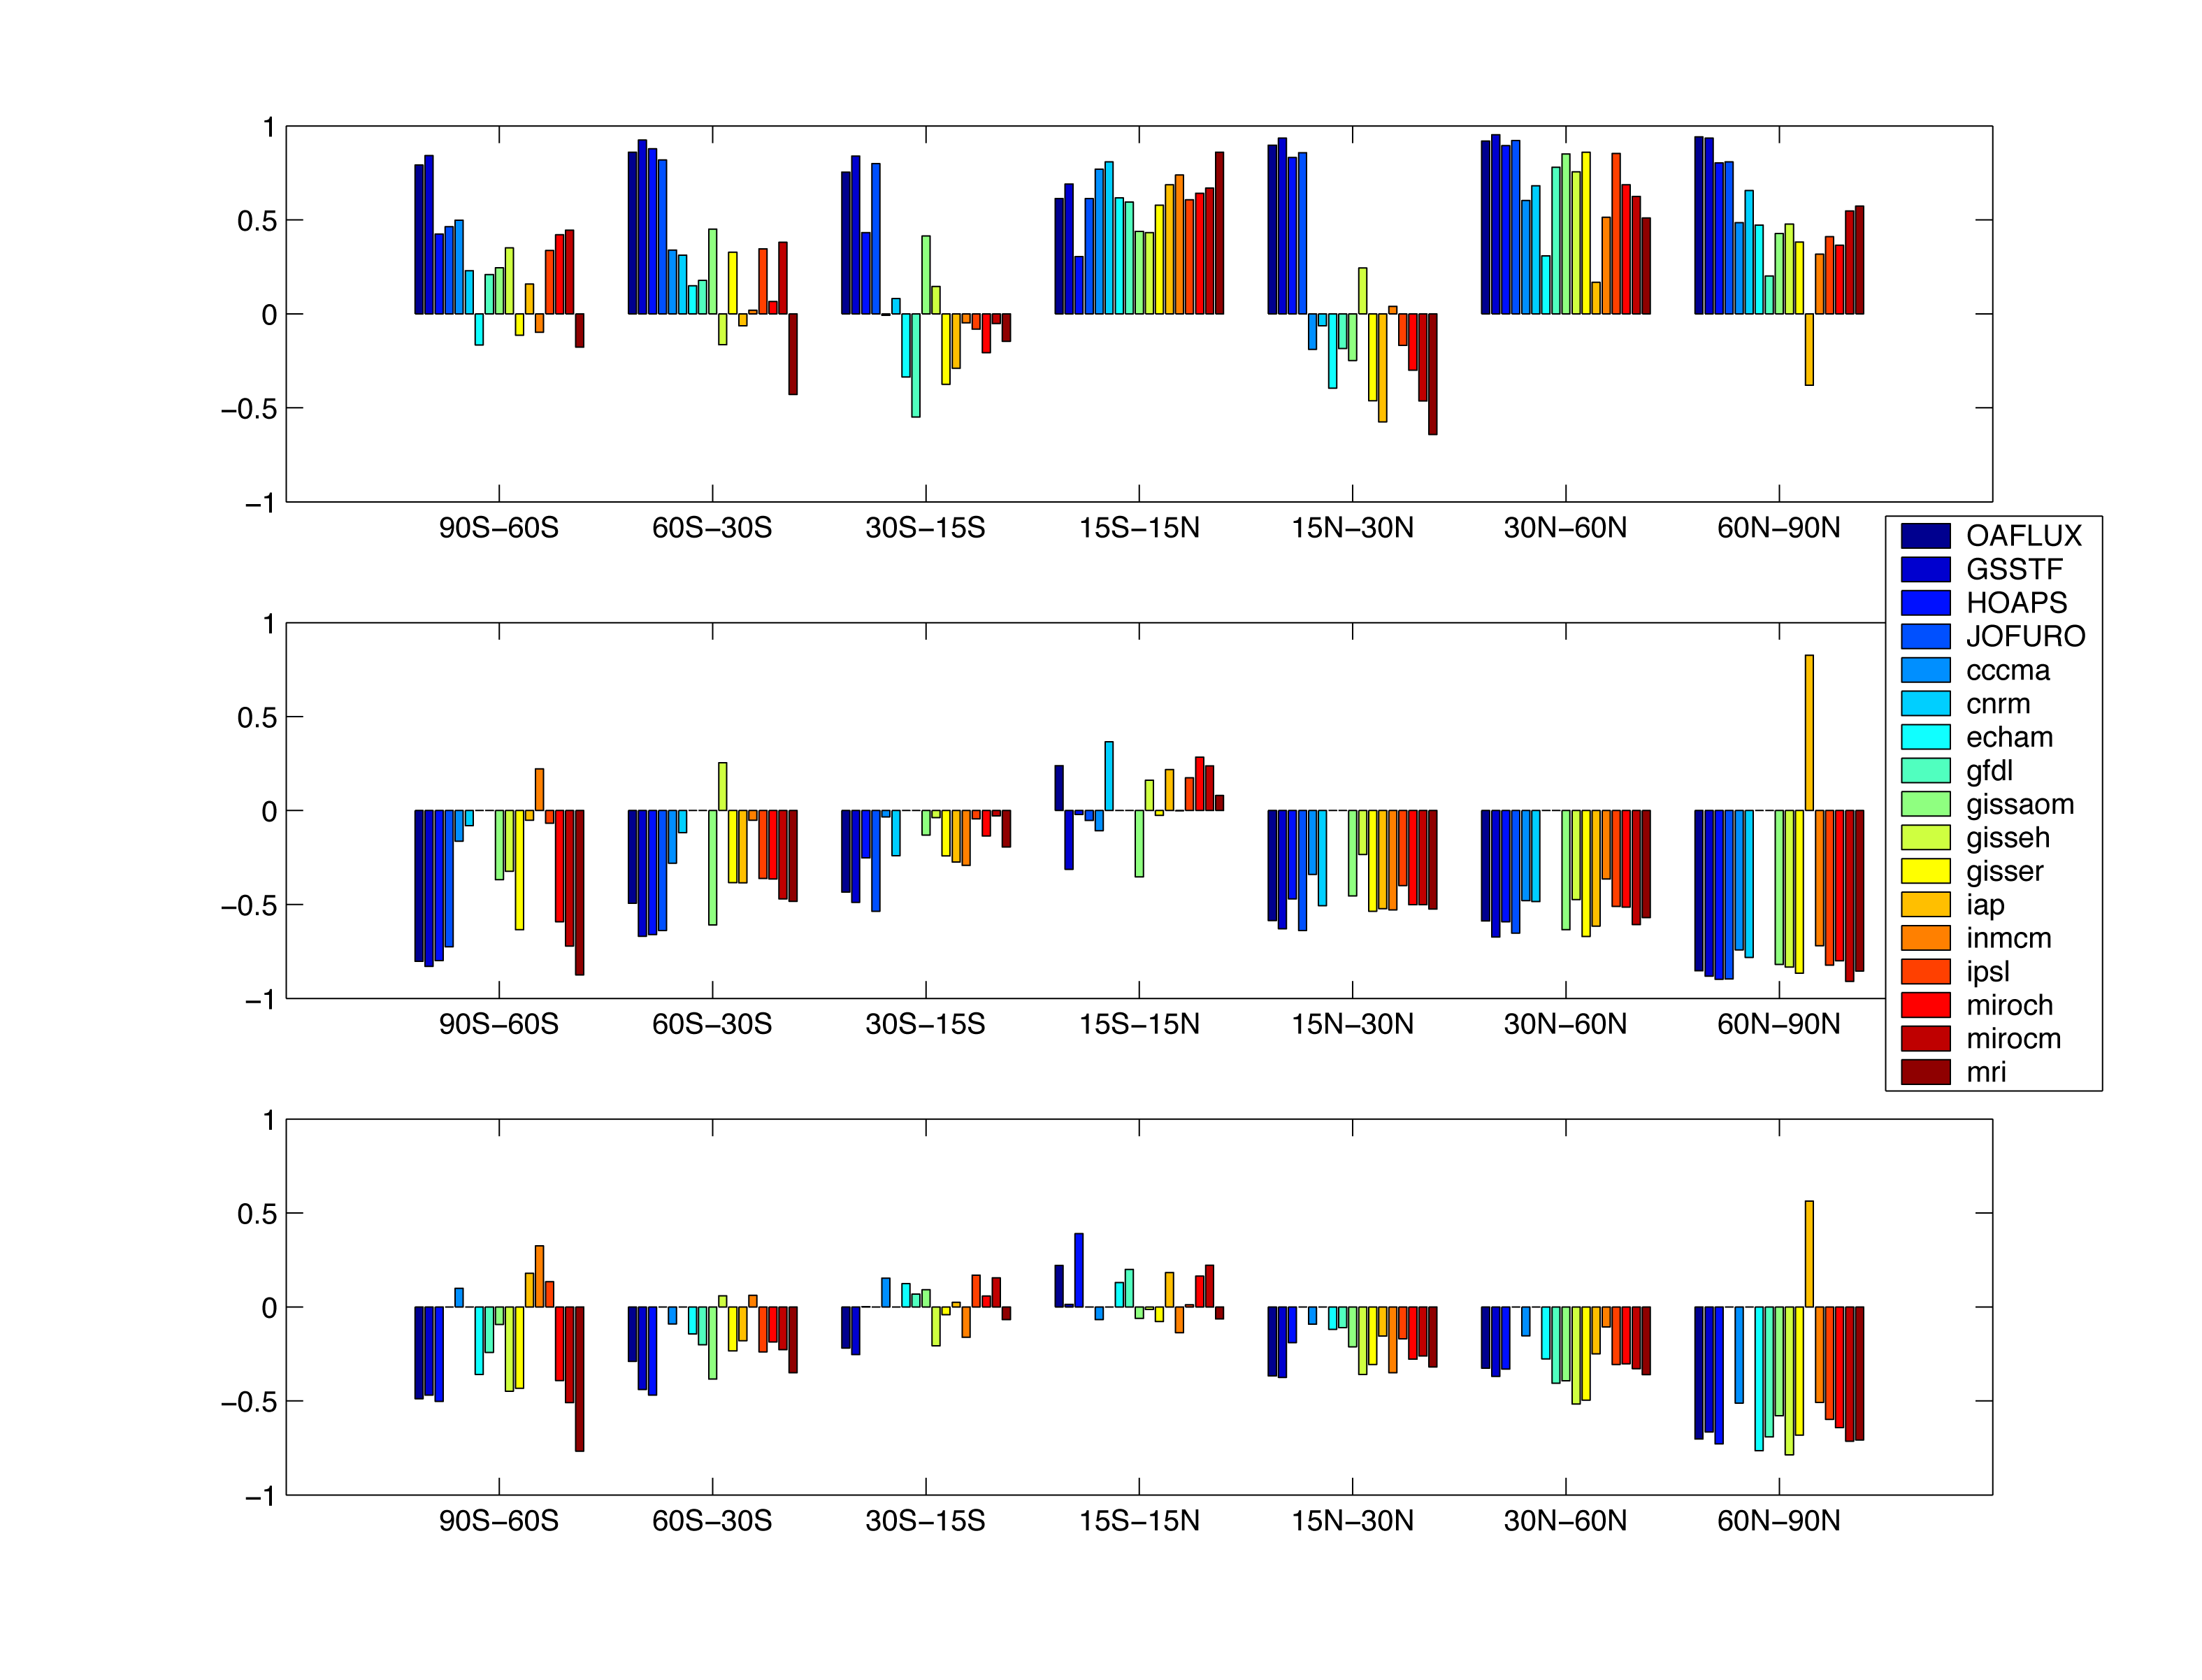 1
0.5
0
−0.5
−1
90S−60S 60S−30S 30S−15S 15S−15N 15N−30N 30N−60N 60N−90N
1
0.5
0
−0.5
−1
90S−60S 60S−30S 30S−15S 15S−15N 15N−30N 30N−60N 60N−90N
OAFLUX
GSSTF
HOAPS
JOFURO
cccma
cnrm
echam
gfdl
gissaom
gisseh
gisser
iap
inmcm
ipsl
miroch
mirocm
mri
1
0.5
0
−0.5
−1
90S−60S 60S−30S 30S−15S 15S−15N 15N−30N 30N−60N 60N−90N